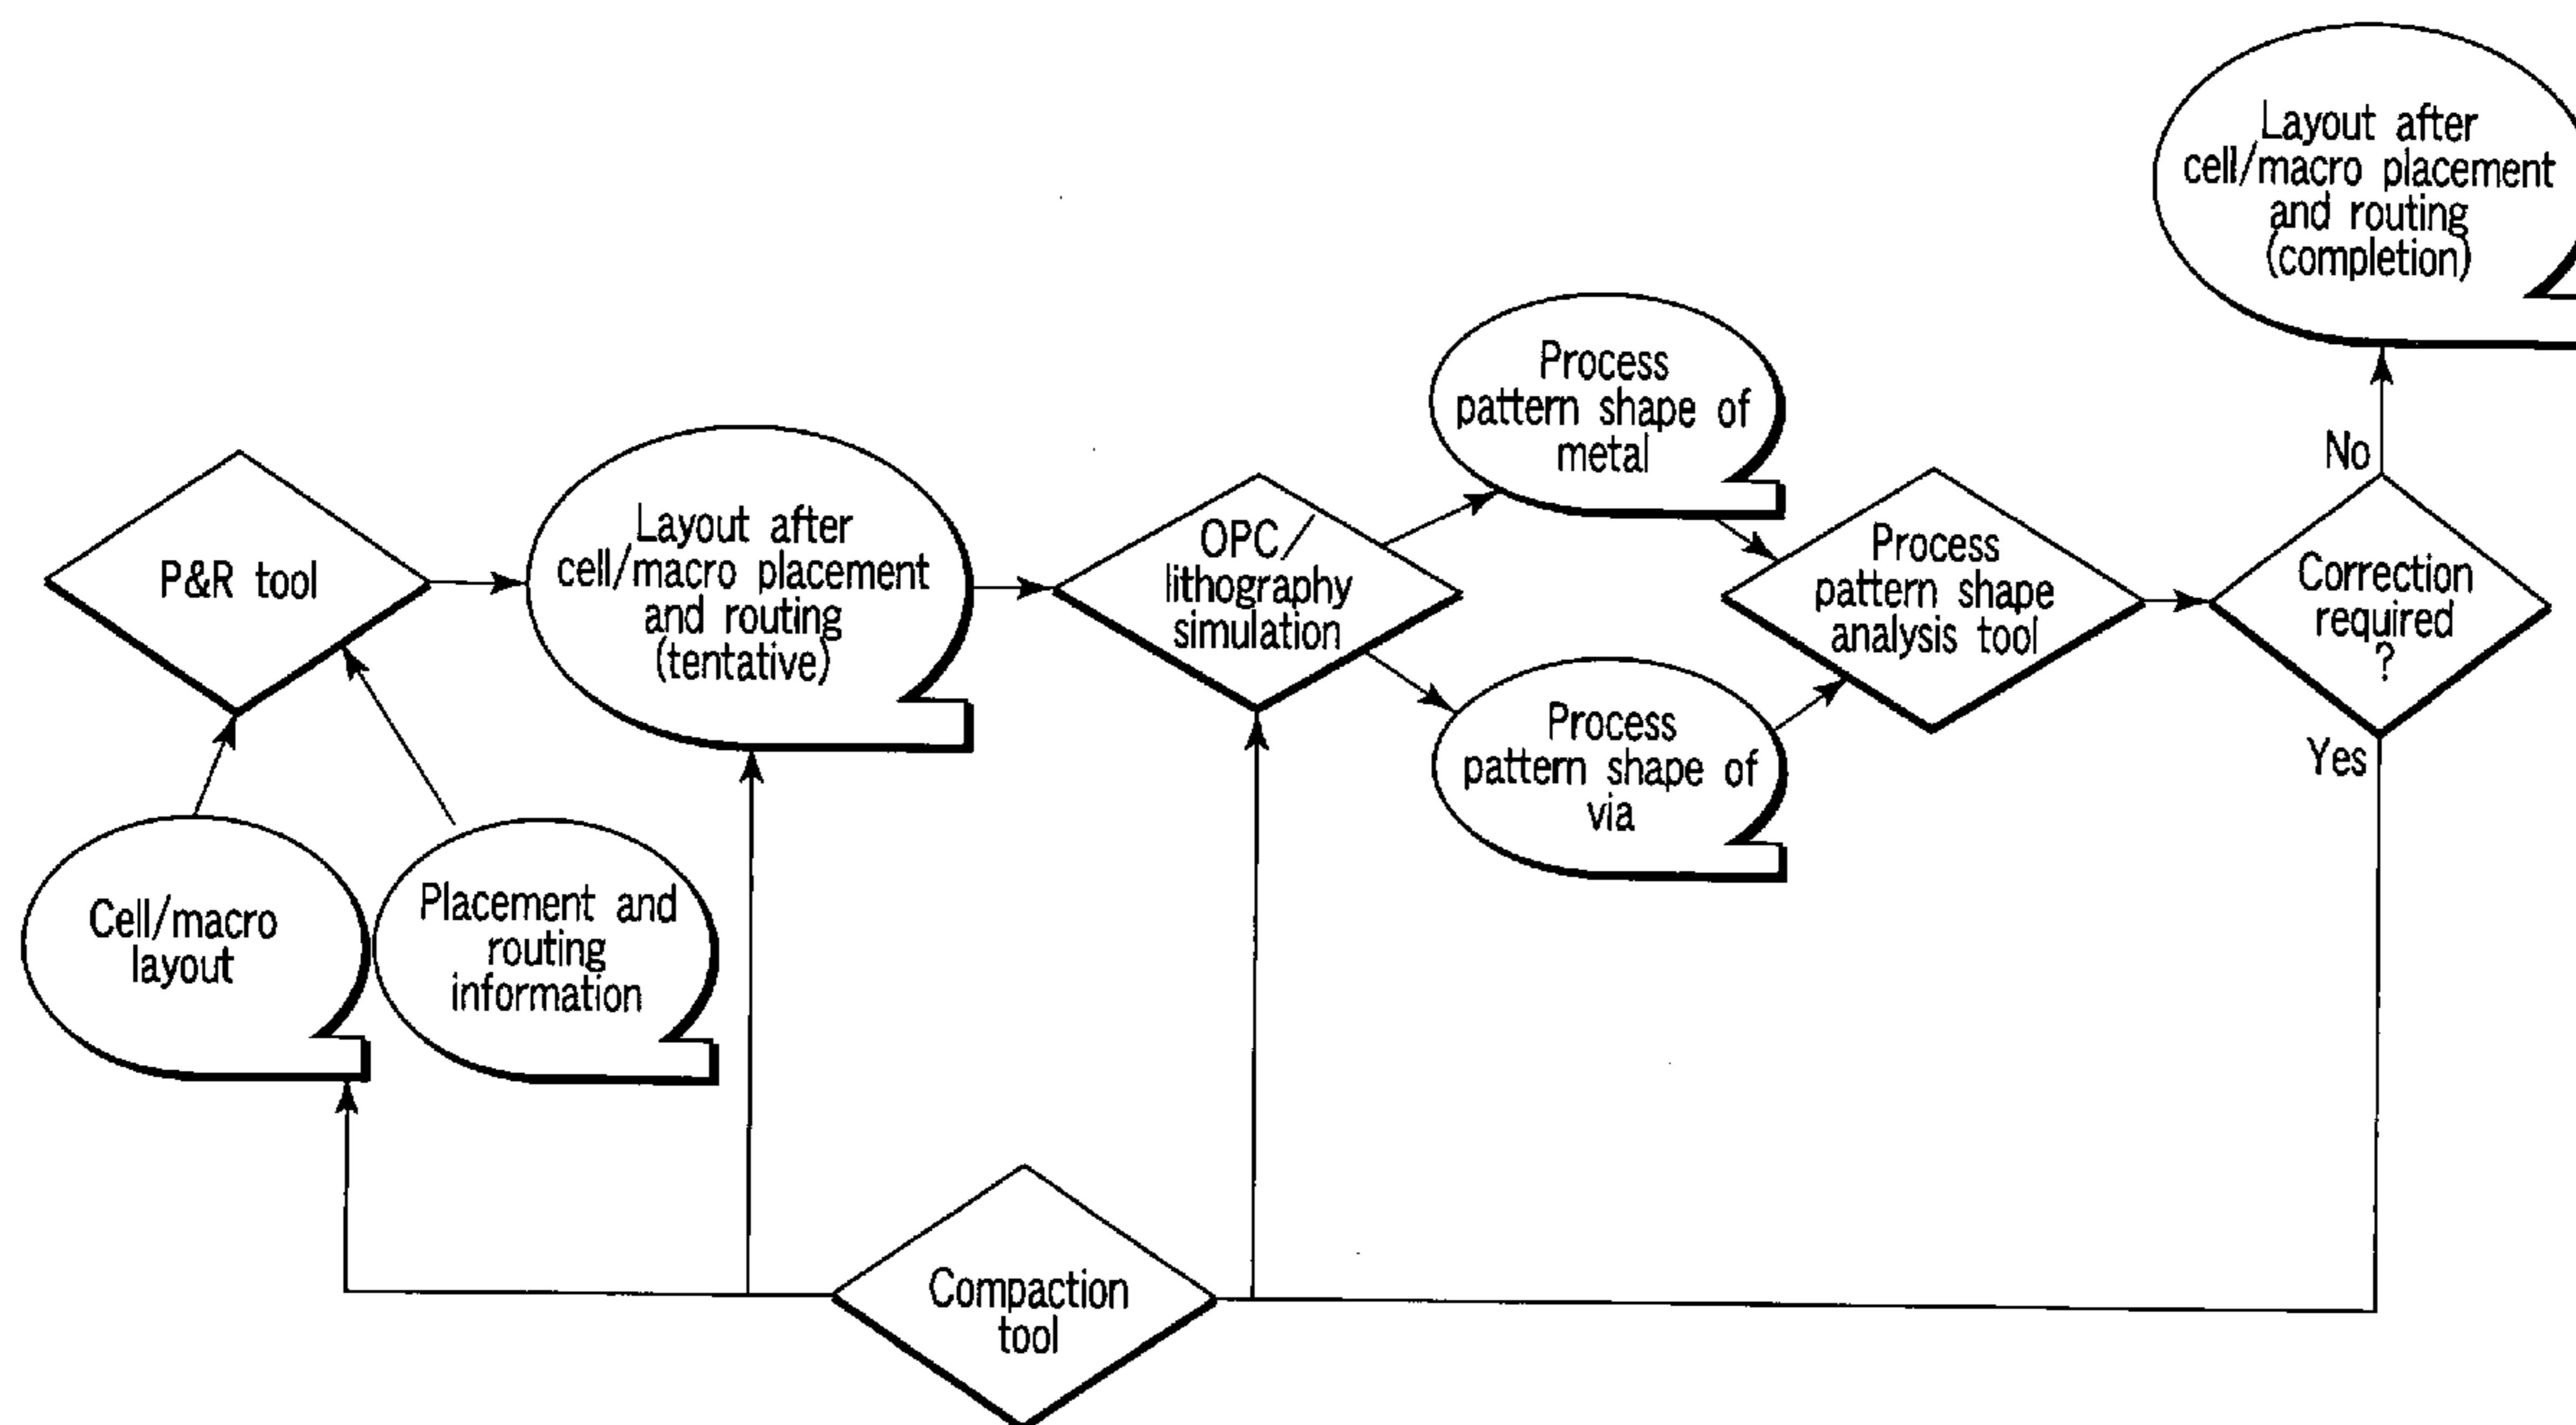 Layout after
cell/macro placement
and routing
(completion)
Process
pattern shape of
metal
No
Layout after
cell/macro placement
and routing
(tentative)
P&R tool
OPC/
lithography
simulation
Process
pattern shape
analysis tool
Correction
required
?
Yes
Process
pattern shape of
via
Cell/macro
layout
Placement and
routing
information
Compaction
tool